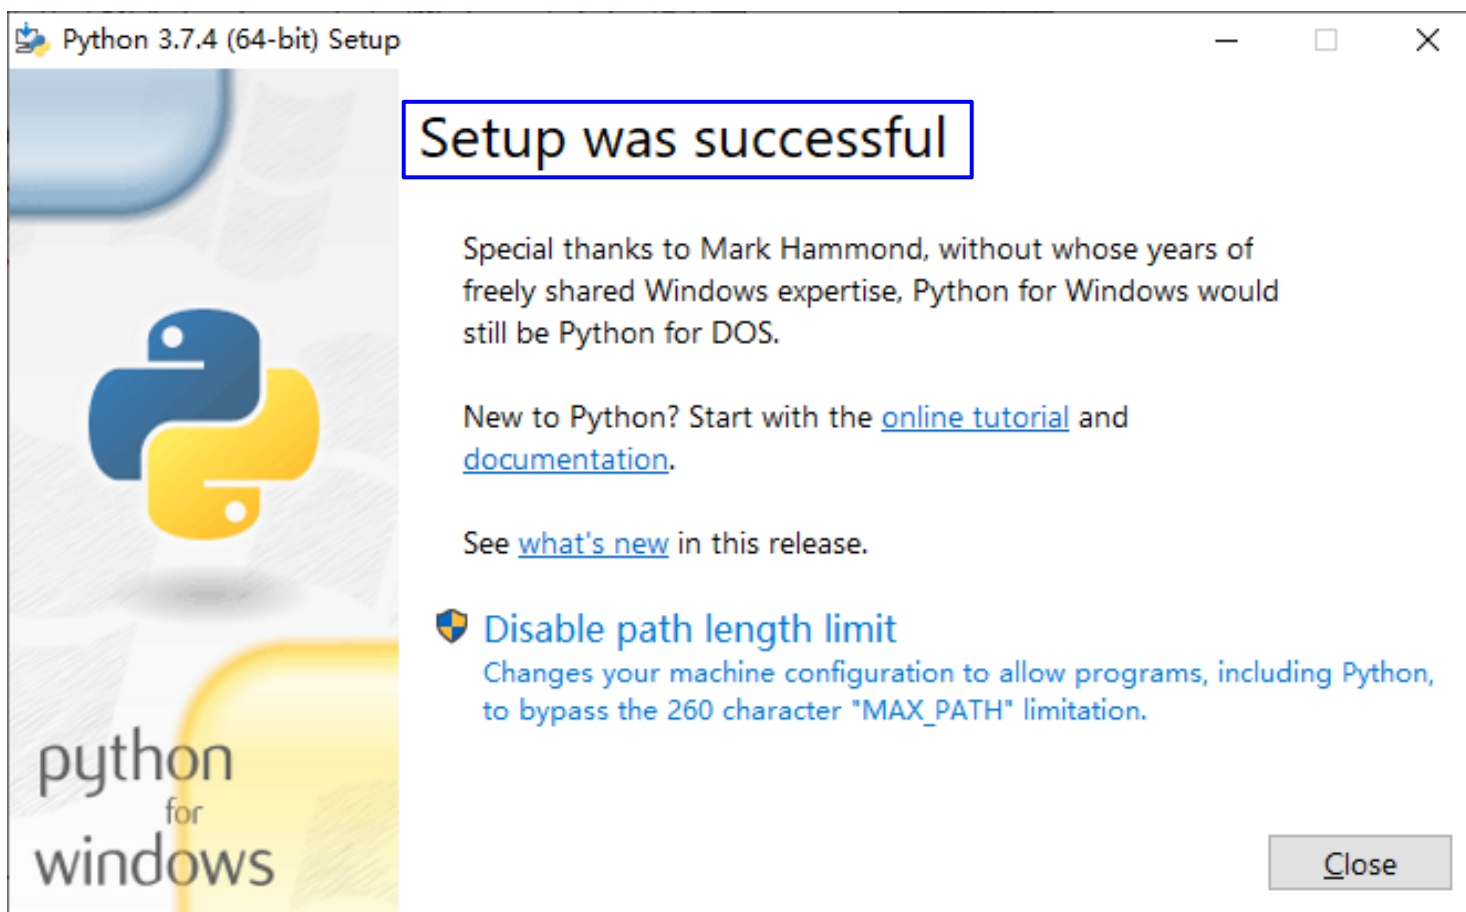 Python 3.7.4 (64-bit) Setup
Setup was successful
Special thanks to Mark Hammond, without whose years of
freely shared Windows expertise, Python for Windows would
still be Python for DOS.
New to Python? Start with the online tutorial and
documentation.
See what's new in this release.
Disable path length limit
Changes your machine configuration to allow programs, including Python,
to bypass the 260 character "MAX_PATH" limitation.
python
for
windows
Close